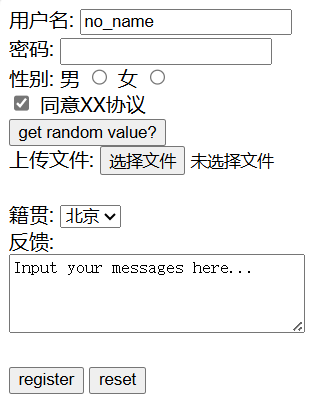 用户名: no_name
密码:
性别: 男 女
同意XX协议
get random value?
上传文件: 选择文件 未选择文件
籍贯: 北京
反馈:
Input your messages here...
register reset